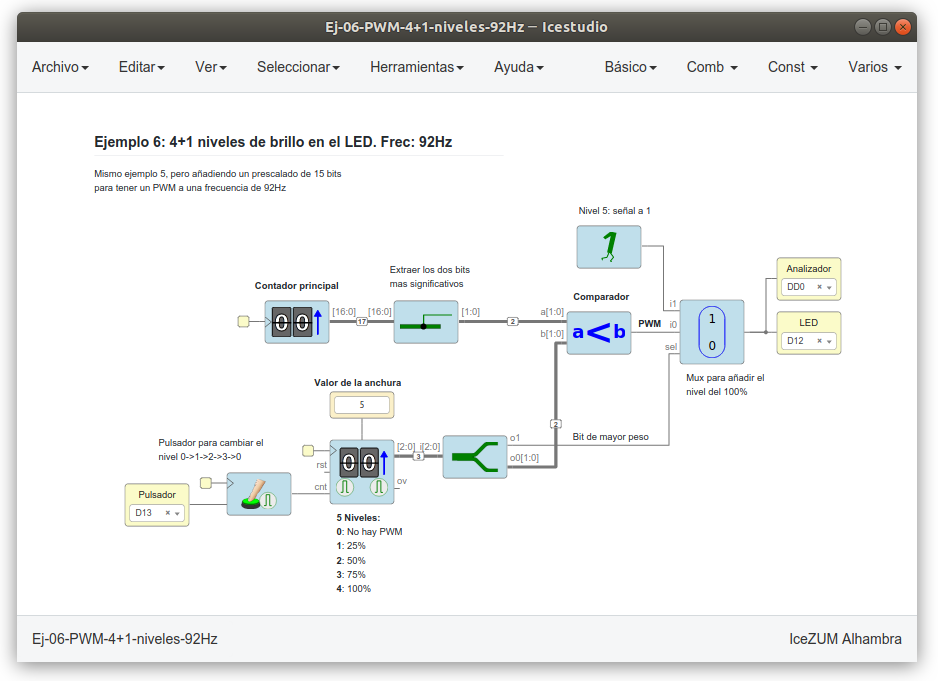 Ej-06-PWM-4+1-niveles-92Hz — Icestudio
Archivo Editar Ver Seleccionar Herramientas Ayuda Básico Comb Const Varios
Ejemplo 6: 4+1 niveles de brillo en el LED. Frec: 92Hz
Mismo ejemplo 5, pero añadiendo un prescalado de 15 bits
para tener un PWM a una frecuencia de 92Hz
Nivel 5: señal a 1
1
Extraer los dos bits
mas significativos
Contador principal
00
[16:0] 17 [16:0]
[1:0] 2
Comparador
a[1:0]
b[1:0]
a<b
PWM
i1
i0
sel
1
0
Analizador
DD0
LED
D12
Mux para añadir el
nivel del 100%
Valor de la anchura
5
Pulsador para cambiar el
nivel 0->1->2->3->0
Pulsador
D13
rst
cnt
00
[2:0] 3 i[2:0]
ov
o1
o0[1:0]
2
Bit de mayor peso
5 Niveles:
0: No hay PWM
1: 25%
2: 50%
3: 75%
4: 100%
Ej-06-PWM-4+1-niveles-92Hz
IceZUM Alhambra